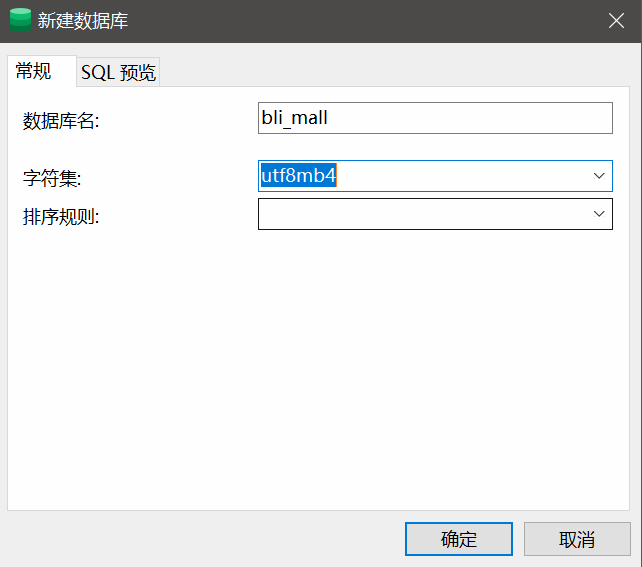 新建数据库
常规
SQL 预览
数据库名:
bli_mall
字符集:
utf8mb4
排序规则:
确定
取消